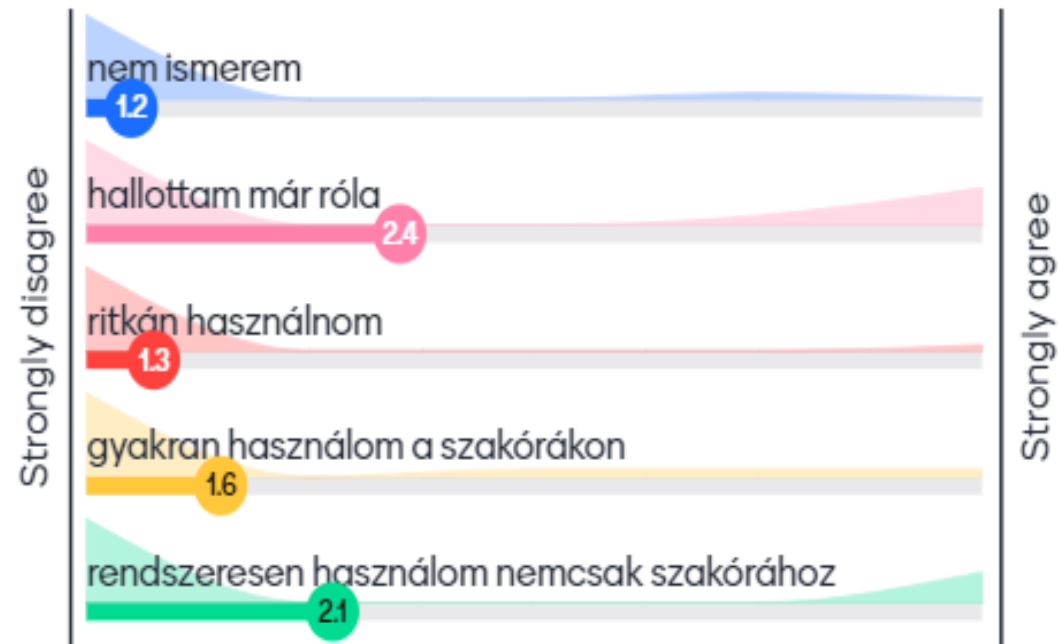 Strongly disagree
nem ismerem
1.2
hallottam már róla
2.4
ritkán használnom
1.3
gyakran használom a szakórákon
1.6
rendszeresen használom nemcsak szakórához
2.1
Strongly agree